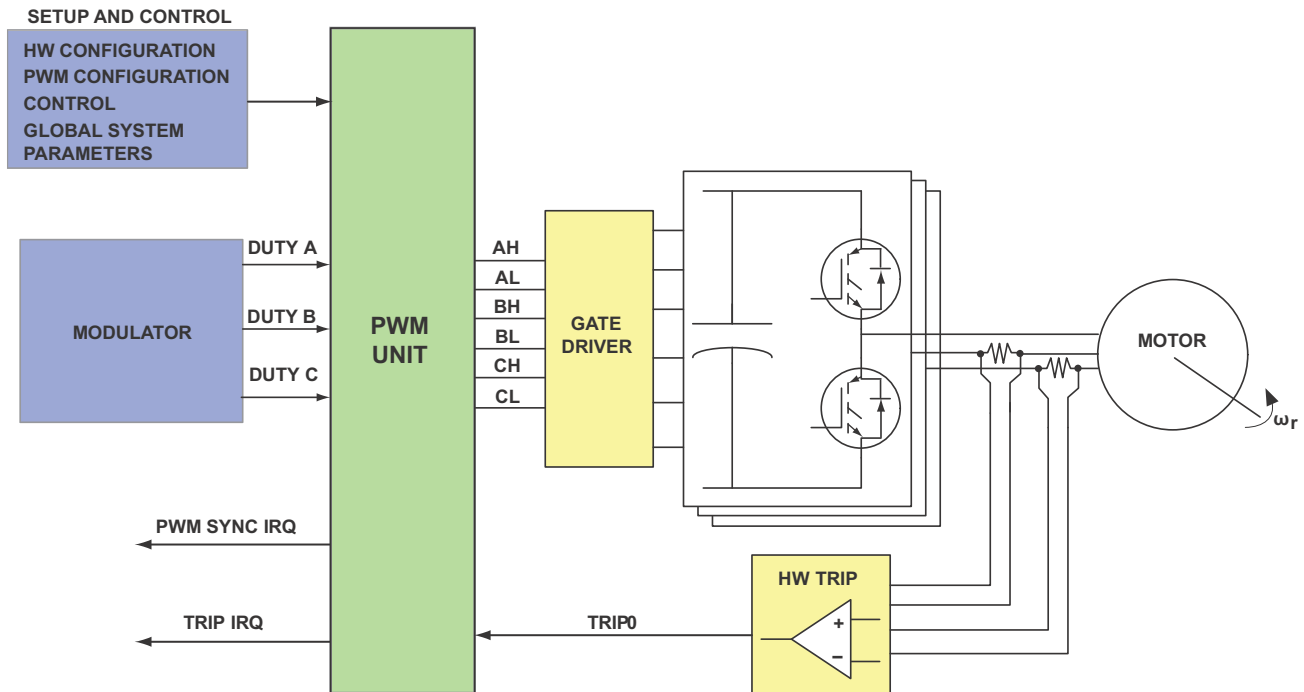 SETUP AND CONTROL
HW CONFIGURATION
PWM CONFIGURATION
CONTROL
GLOBAL SYSTEM
PARAMETERS
MODULATOR
DUTY A
DUTY B
DUTY C
PWM
UNIT
AH
AL
BH
BL
CH
CL
GATE
DRIVER
MOTOR
ωr
PWM SYNC IRQ
TRIP IRQ
TRIP0
HW TRIP
+
–